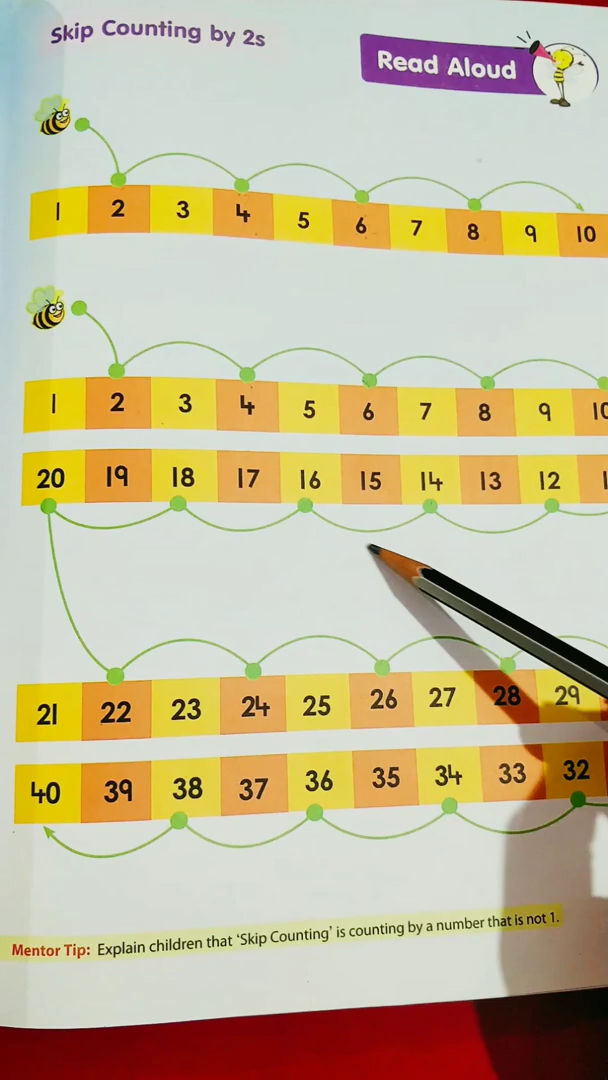 Skip Counting by 2s
Read Aloud
1 2 3 4 5 6 7 8 9 10
1 2 3 4 5 6 7 8 9
20 19 18 17 16 15 14 13 12
21 22 23 24 25 26 27 28 29
40 39 38 37 36 35 34 33 32
Mentor Tip: Explain children that ‘Skip Counting’ is counting by a number that is not 1.